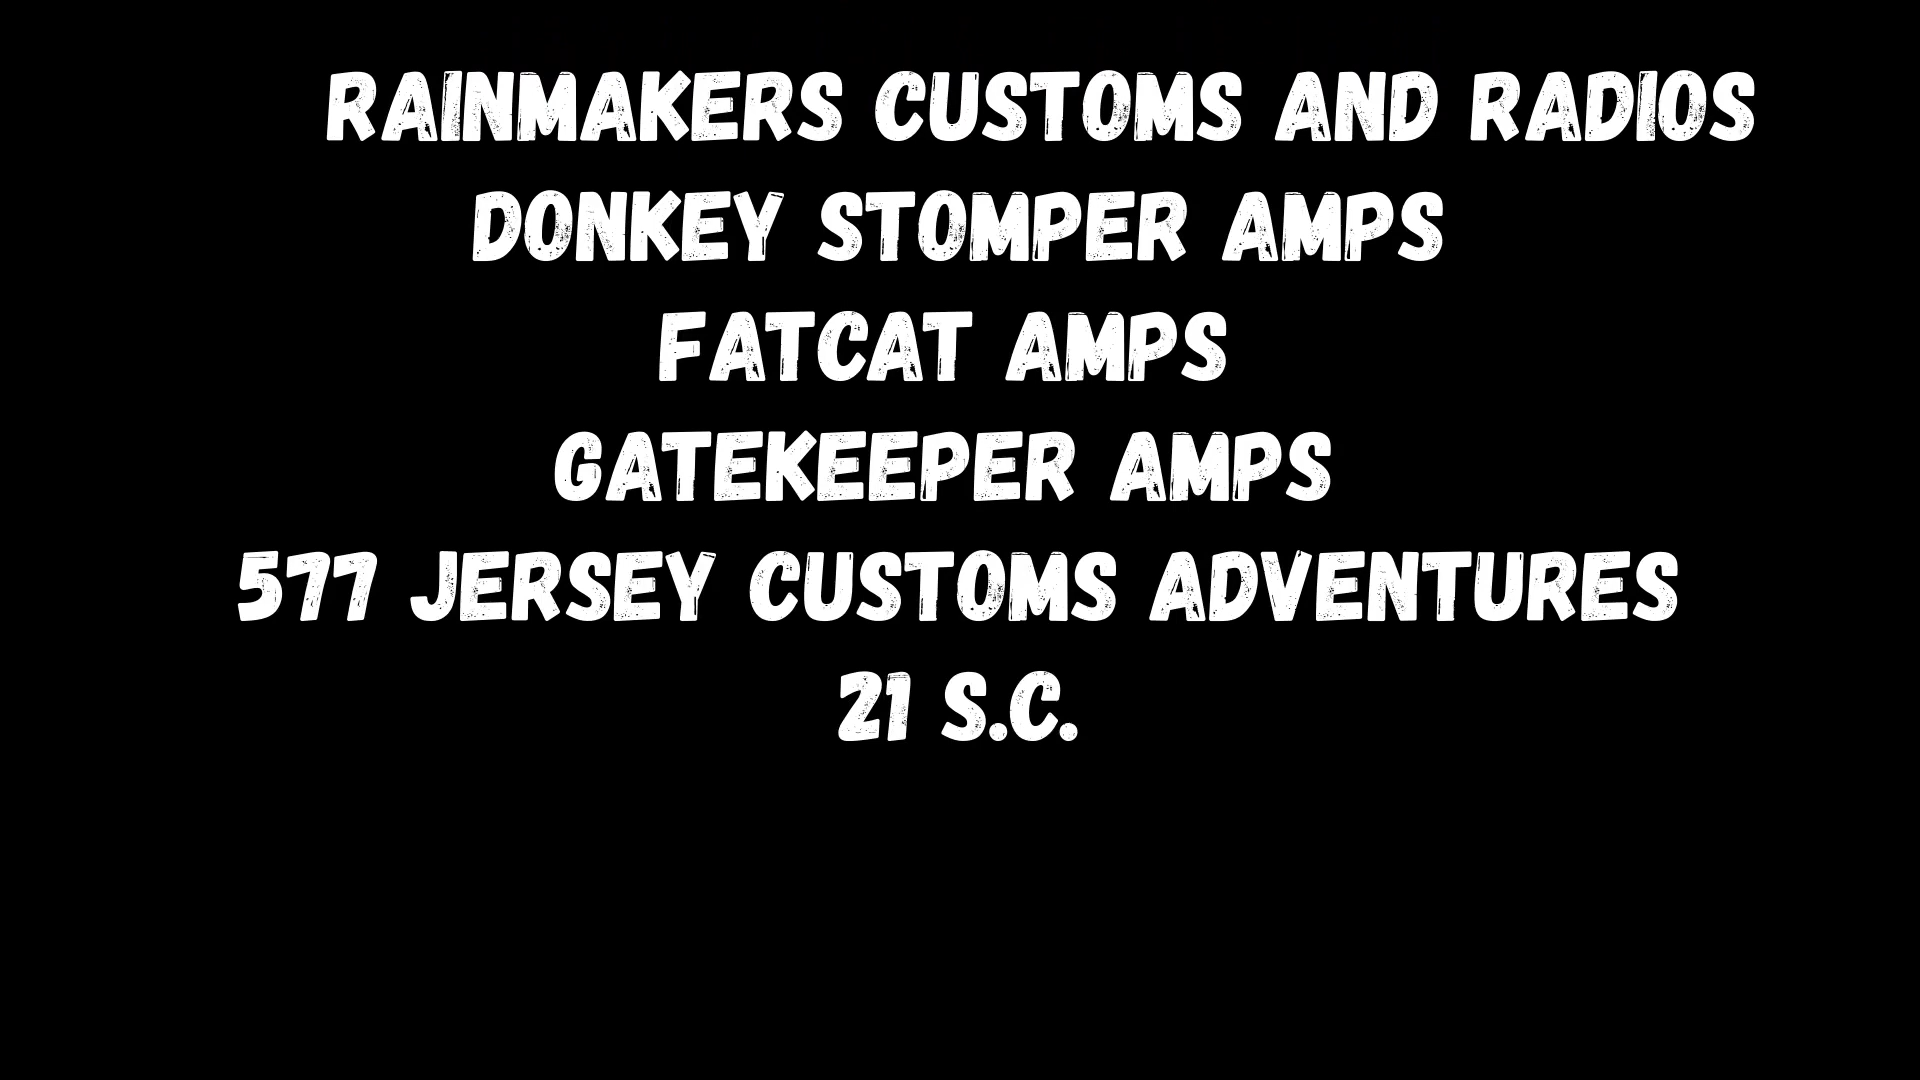 RAINMAKERS CUSTOMS AND RADIOS
DONKEY STOMPER AMPS
FATCAT AMPS
GATEKEEPER AMPS
577 JERSEY CUSTOMS ADVENTURES
21 S.C.